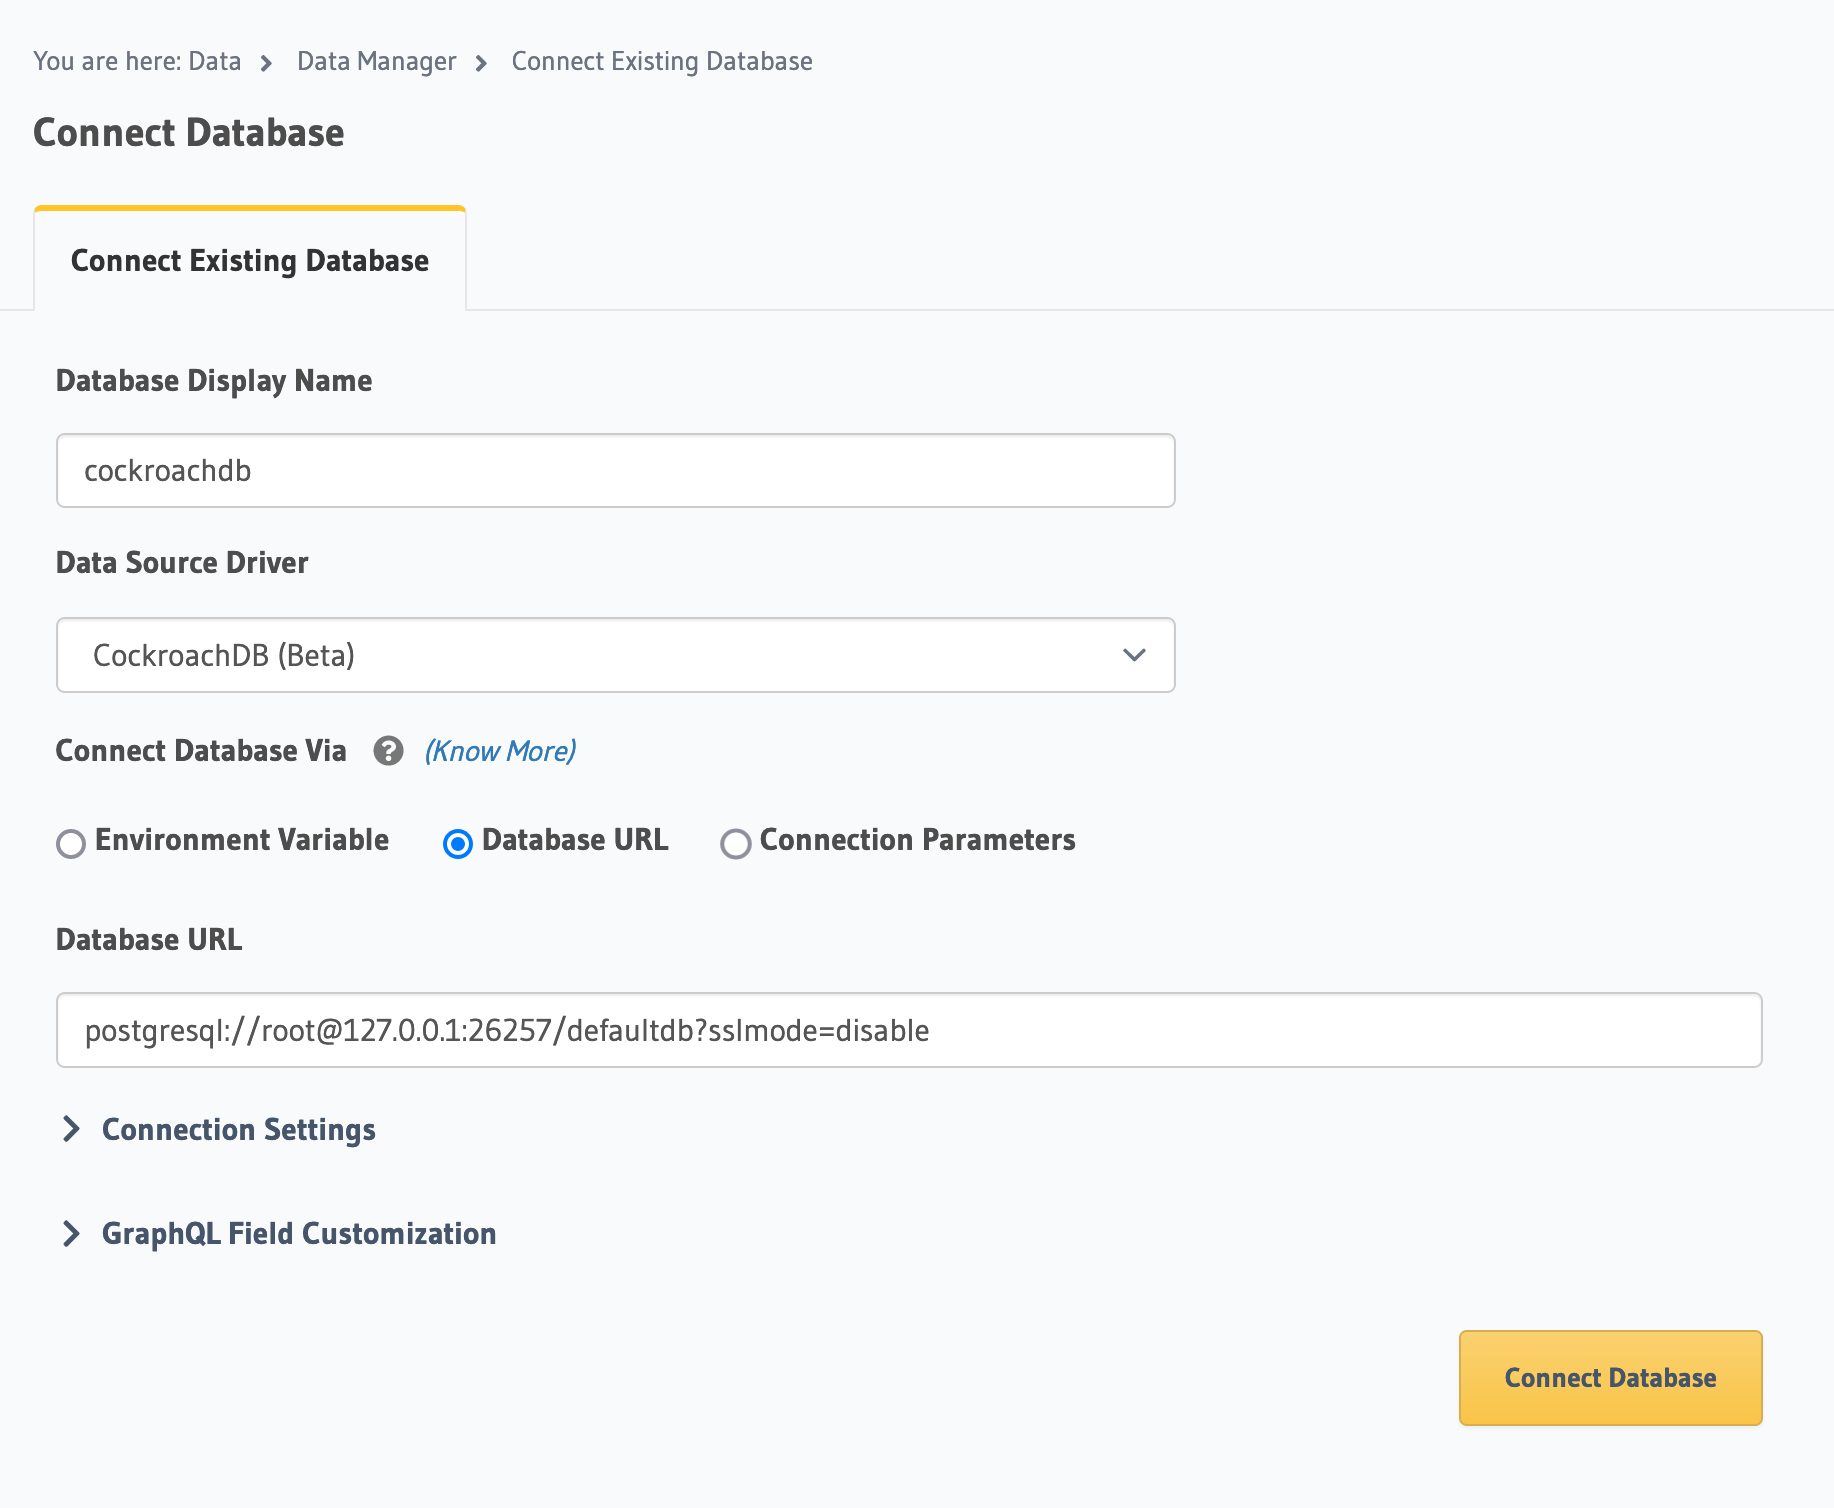 You are here: Data Data Manager Connect Existing Database
Connect Database
Connect Existing Database
Database Display Name
cockroachdb
Data Source Driver
CockroachDB (Beta)
Connect Database Via ? (Know More)
Environment Variable Database URL Connection Parameters
Database URL
postgresql://root@127.0.0.1:26257/defaultdb?sslmode=disable
Connection Settings
GraphQL Field Customization
Connect Database